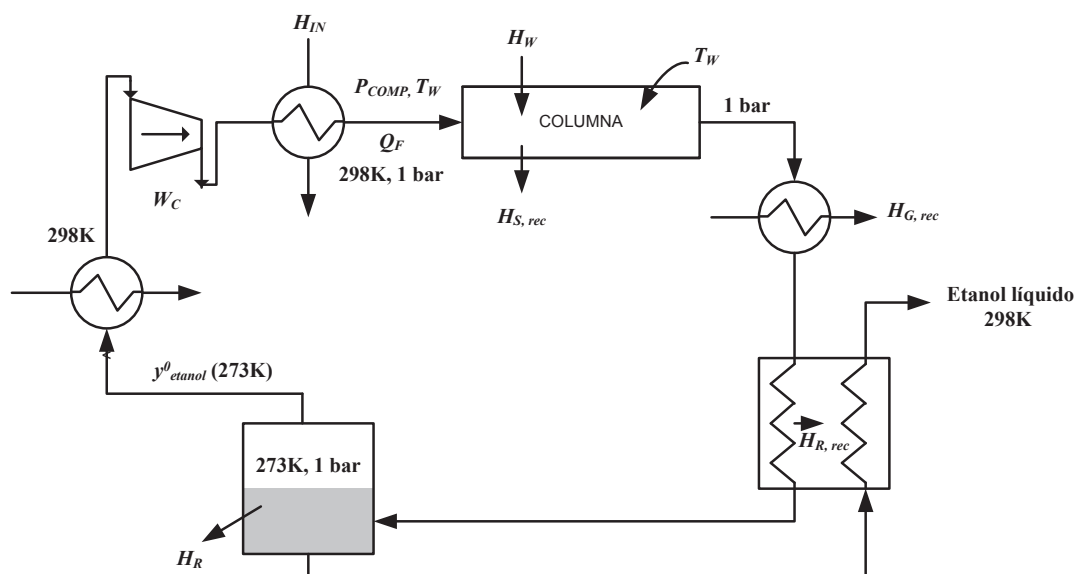 H_IN
H_W
T_W
P_COMP, T_W
1 bar
COLUMNA
Q_F
298K, 1 bar
W_C
H_S, rec
H_G, rec
298K
Etanol líquido
298K
y^0_etanol (273K)
H_R, rec
273K, 1 bar
H_R